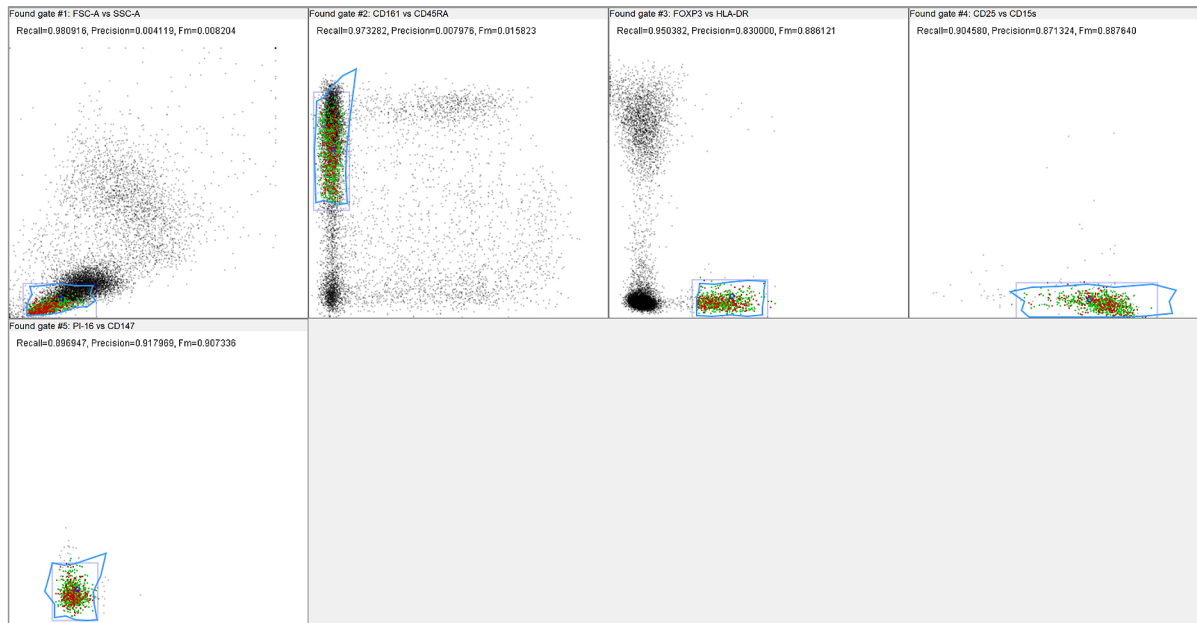 Found gate #1: FSC-A vs SSC-A
Recall=0.980916, Precision=0.004119, Fm=0.008204
Found gate #2: CD161 vs CD45RA
Recall=0.973282, Precision=0.007976, Fm=0.015823
Found gate #3: FOXP3 vs HLA-DR
Recall=0.950382, Precision=0.830000, Fm=0.886121
Found gate #4: CD25 vs CD15s
Recall=0.904580, Precision=0.871324, Fm=0.887640
Found gate #5: PI-16 vs CD147
Recall=0.896947, Precision=0.917969, Fm=0.907336